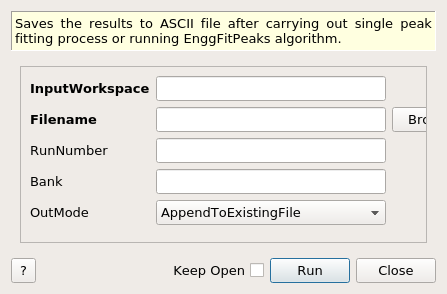 Saves the results to ASCII file after carrying out single peak
fitting process or running EnggFitPeaks algorithm.
InputWorkspace
Filename Bro
RunNumber
Bank
OutMode AppendToExistingFile
? Keep Open Run Close